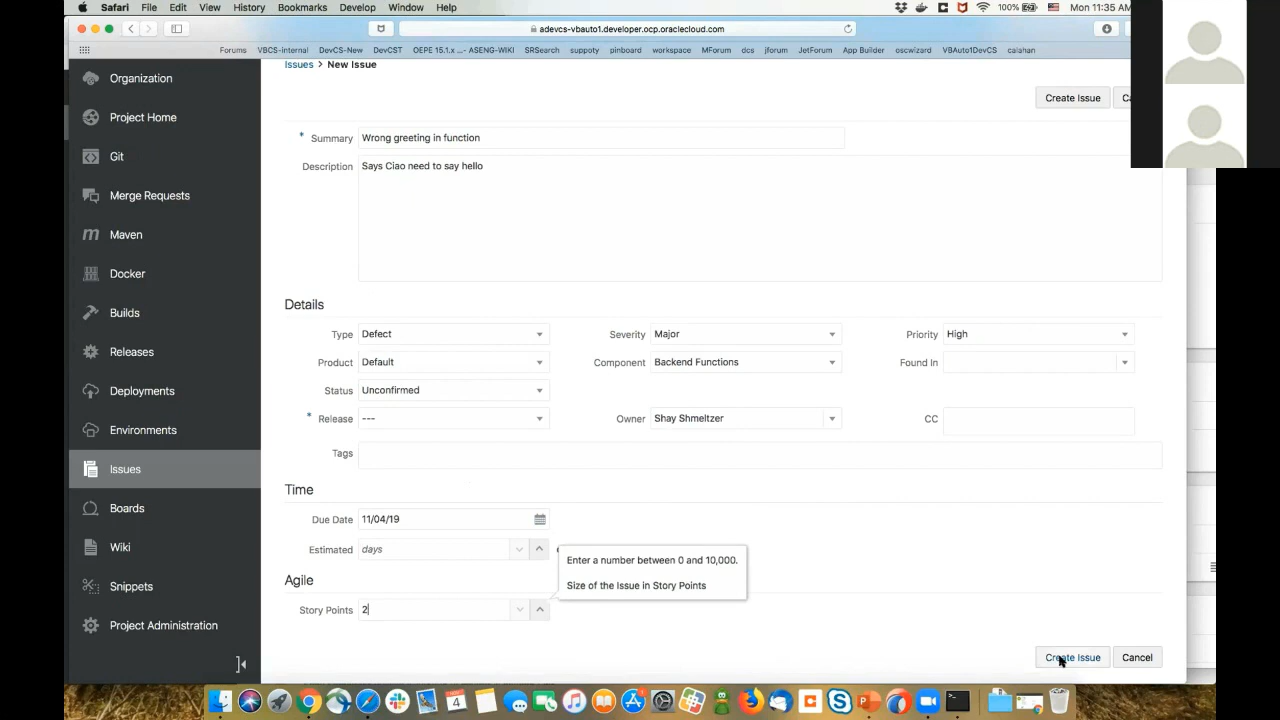 Safari File Edit View History Bookmarks Develop Window Help 100% Mon 11:35 AM
adevcs-vbauto1.developer.ocp.oraclecloud.com
Forums VBCS-internal DevCS-New DevCST OEPE 15.1.x ...- ASENG-WIKI SRSearch suppoty pinboard workspace MForum dcs jforum JetForum App Builder oscwizard VBAuto1DevCS calahan
Organization
Project Home
Git
Merge Requests
Maven
Docker
Builds
Releases
Deployments
Environments
Issues
Boards
Wiki
Snippets
Project Administration
Issues > New Issue
Create Issue
* Summary Wrong greeting in function
Description Says Ciao need to say hello
Details
Type Defect Severity Major Priority High
Product Default Component Backend Functions Found In
Status Unconfirmed
* Release --- Owner Shay Shmeltzer CC
Tags
Time
Due Date 11/04/19
Estimated days
Enter a number between 0 and 10,000.
Size of the Issue in Story Points
Agile
Story Points 2
Create Issue Cancel
4